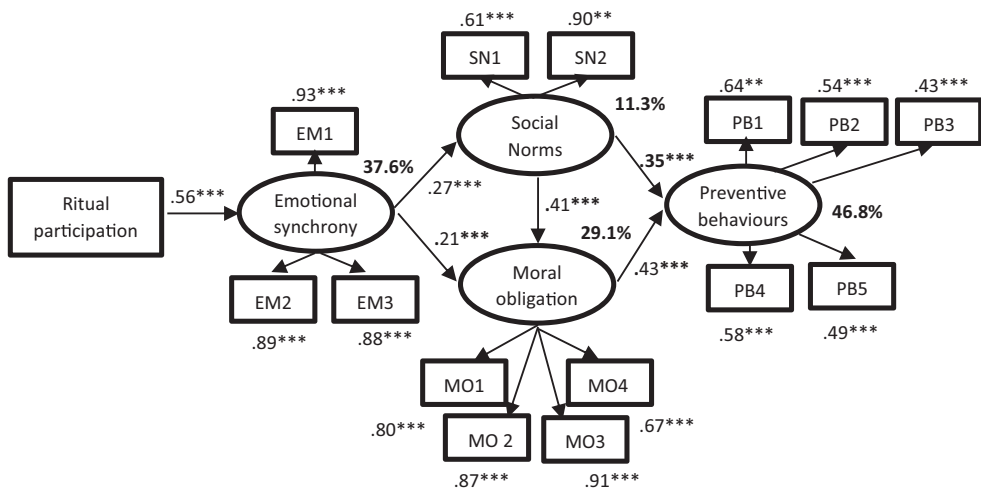 .61***
.90**
SN1
SN2
.93***
EM1
Social
Norms
11.3%
.64**
.54***
.43***
PB1
PB2
PB3
37.6%
Ritual
participation
.56***
Emotional
synchrony
.27***
.35***
.41***
Preventive
behaviours
46.8%
.21***
29.1%
.43***
Moral
obligation
EM2
EM3
.89***
.88***
PB4
PB5
.58***
.49***
MO1
MO4
.80***
MO 2
MO3
.67***
.87***
.91***